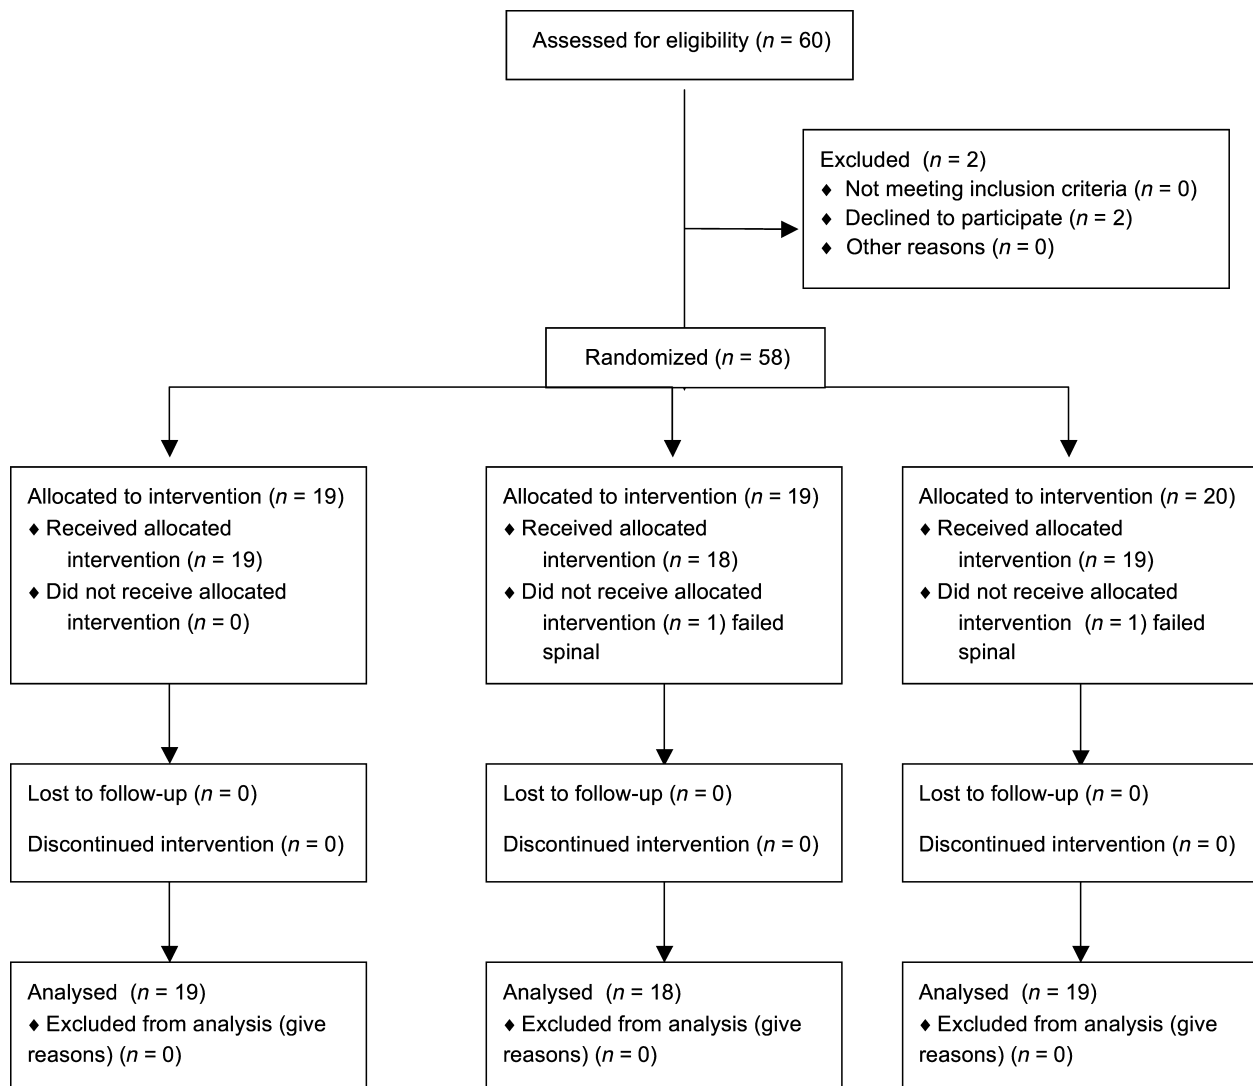 Assessed for eligibility (n = 60)
Excluded (n = 2)
♦ Not meeting inclusion criteria (n = 0)
♦ Declined to participate (n = 2)
♦ Other reasons (n = 0)
Randomized (n = 58)
Allocated to intervention (n = 19)
♦ Received allocated
intervention (n = 19)
♦ Did not receive allocated
intervention (n = 0)
Allocated to intervention (n = 19)
♦ Received allocated
intervention (n = 18)
♦ Did not receive allocated
intervention (n = 1) failed
spinal
Allocated to intervention (n = 20)
♦ Received allocated
intervention (n = 19)
♦ Did not receive allocated
intervention (n = 1) failed
spinal
Lost to follow-up (n = 0)
Discontinued intervention (n = 0)
Lost to follow-up (n = 0)
Discontinued intervention (n = 0)
Lost to follow-up (n = 0)
Discontinued intervention (n = 0)
Analysed (n = 19)
♦ Excluded from analysis (give
reasons) (n = 0)
Analysed (n = 18)
♦ Excluded from analysis (give
reasons) (n = 0)
Analysed (n = 19)
♦ Excluded from analysis (give
reasons) (n = 0)